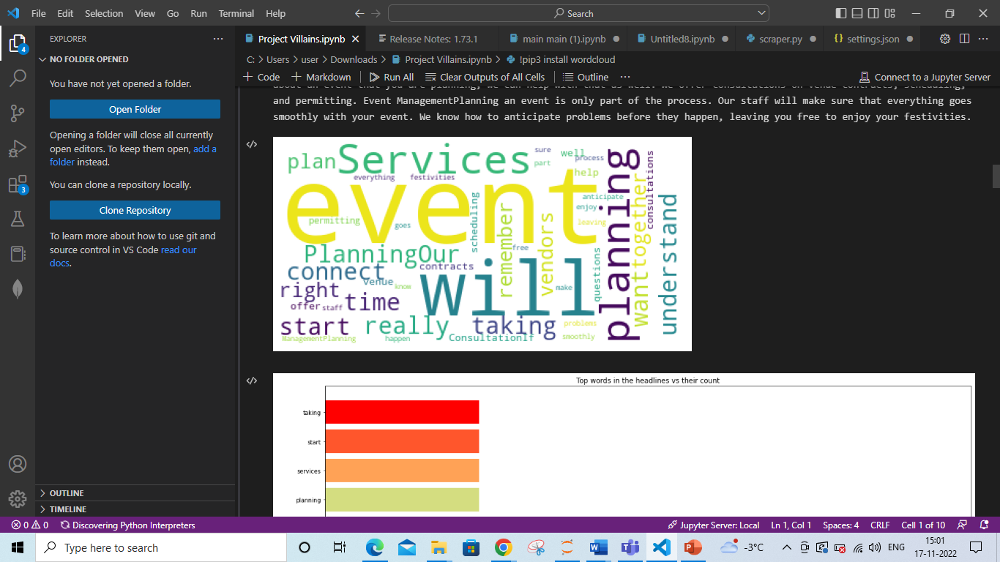 File Edit Selection View Go Run Terminal Help
Search
EXPLORER
Project Villains.ipynb
Release Notes: 1.73.1
main main (1).ipynb
Untitled8.ipynb
scraper.py
settings.json
NO FOLDER OPENED
C: > Users > user > Downloads > Project Villains.ipynb > !pip3 install wordcloud
Code Markdown Run All Clear Outputs of All Cells Outline
Connect to a Jupyter Server
You have not yet opened a folder.
Open Folder
Opening a folder will close all currently
open editors. To keep them open, add a
folder instead.
You can clone a repository locally.
Clone Repository
To learn more about how to use git and
source control in VS Code read our
docs.
OUTLINE
TIMELINE
about an event that you are planning, we can help with that as well. We offer consultations on venue contracts, scheduling,
and permitting. Event ManagementPlanning an event is only part of the process. Our staff will make sure that everything goes
smoothly with your event. We know how to anticipate problems before they happen, leaving you free to enjoy your festivities.
plan
Services
sure
part
well
process
help
everything
festivities
event
anticipate
enjoy
leaving
permitting
goes
scheduling
remember
free
vendors
planning
wanttogether
consultations
understand
PlanningOur
connect
contracts
venue
know
will
make
questions
right
offer
staff
time
start
really
taking
problems
smoothly
ManagementPlanning
happen
ConsultationIf
Top words in the headlines vs their count
taking
start
services
planning
4
3
0 0
Discovering Python Interpreters
Jupyter Server: Local
Ln 1, Col 1
Spaces: 4
CRLF
Cell 1 of 10
Type here to search
-3°C
ENG
15:01
17-11-2022